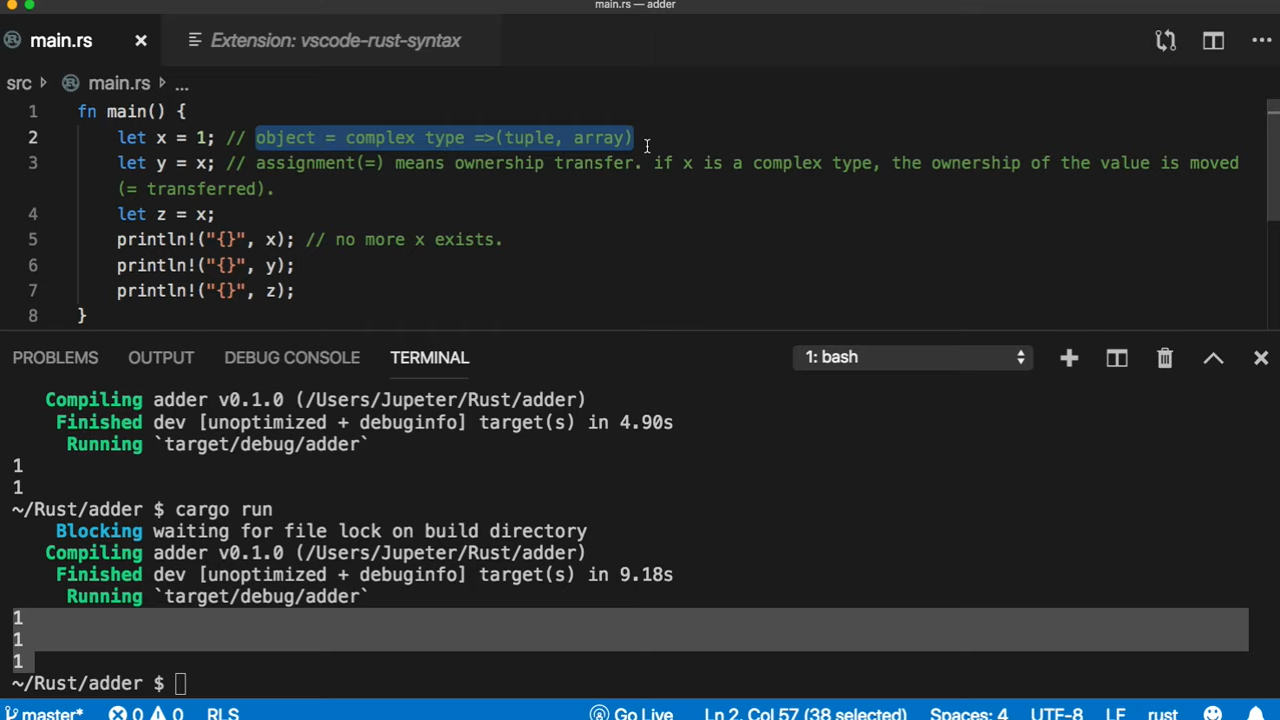 main.rs — adder
main.rs
Extension: vscode-rust-syntax
src main.rs ...
1 fn main() {
2 let x = 1; // object = complex type =>(tuple, array)
3 let y = x; // assignment(=) means ownership transfer. if x is a complex type, the ownership of the value is moved
(= transferred).
4 let z = x;
5 println!("{}", x); // no more x exists.
6 println!("{}", y);
7 println!("{}", z);
8 }
PROBLEMS OUTPUT DEBUG CONSOLE TERMINAL 1: bash
Compiling adder v0.1.0 (/Users/Jupeter/Rust/adder)
Finished dev [unoptimized + debuginfo] target(s) in 4.90s
Running `target/debug/adder`
1
1
~/Rust/adder $ cargo run
Blocking waiting for file lock on build directory
Compiling adder v0.1.0 (/Users/Jupeter/Rust/adder)
Finished dev [unoptimized + debuginfo] target(s) in 9.18s
Running `target/debug/adder`
1
1
1
~/Rust/adder $
master* 0 0 RLS Go Live Ln 2, Col 57 (38 selected) Spaces: 4 UTF-8 LF rust